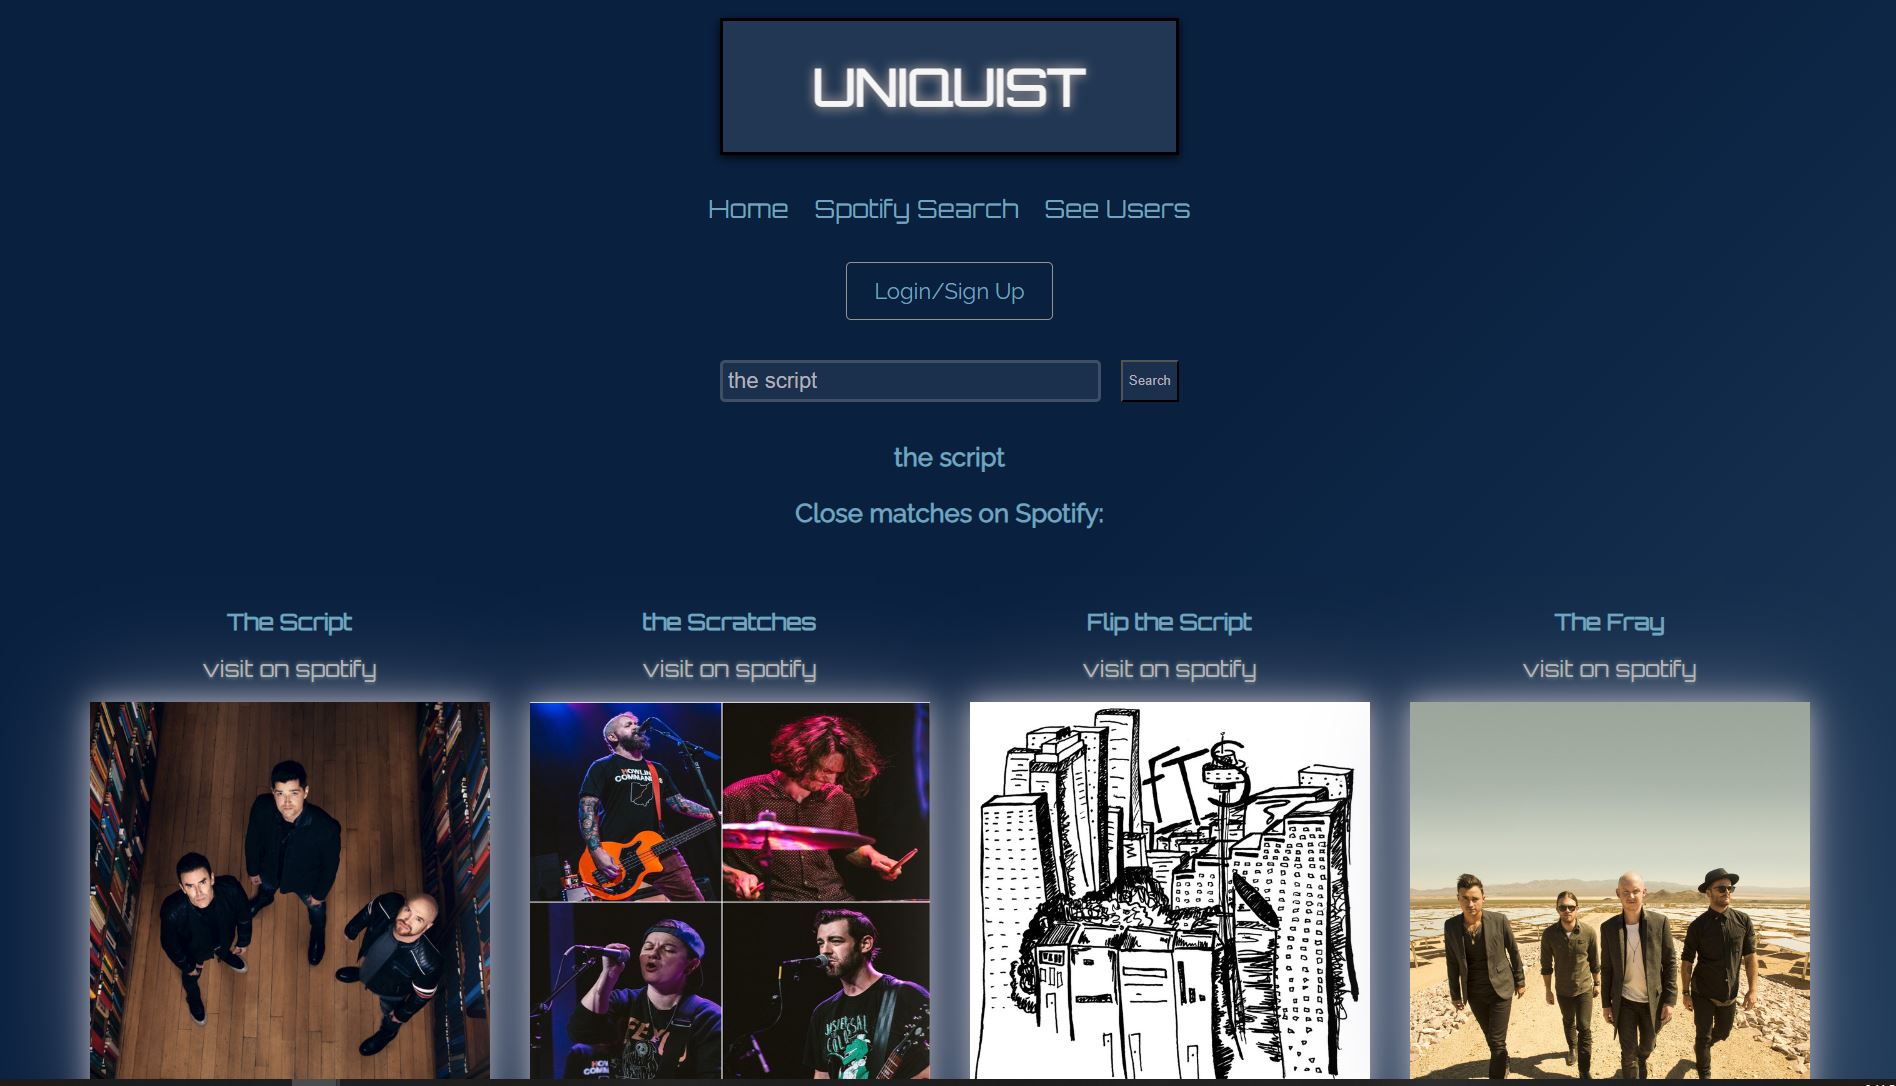 UNIQUIST
Home Spotify Search See Users
Login/Sign Up
the script Search
the script
Close matches on Spotify:
The Script the Scratches Flip the Script The Fray
visit on spotify visit on spotify visit on spotify visit on spotify
FTS